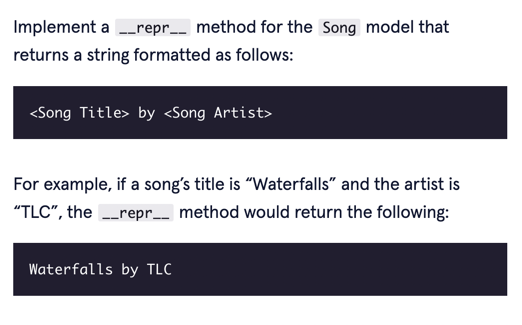 Implement a __repr__ method for the Song model that
returns a string formatted as follows:
<Song Title> by <Song Artist>
For example, if a song’s title is “Waterfalls” and the artist is
“TLC”, the __repr__ method would return the following:
Waterfalls by TLC